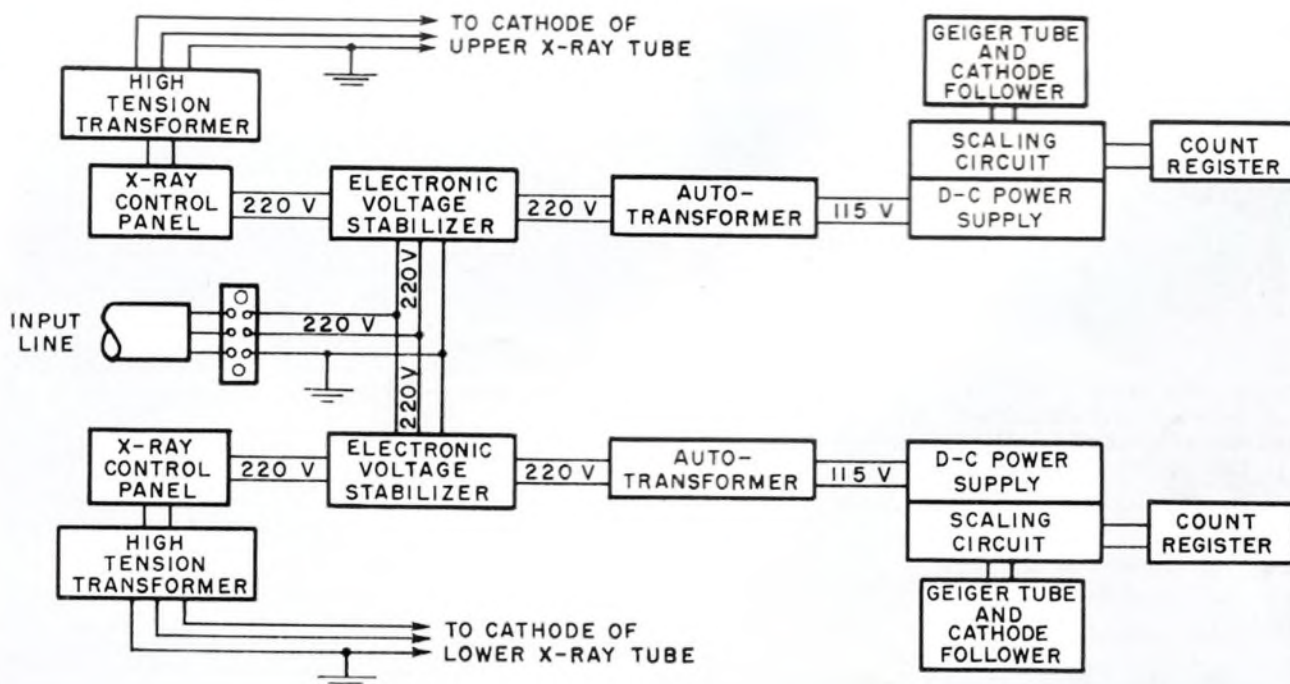 TO CATHODE OF
UPPER X-RAY TUBE
HIGH
TENSION
TRANSFORMER
GEIGER TUBE
AND
CATHODE
FOLLOWER
X-RAY
CONTROL
PANEL
220 V
ELECTRONIC
VOLTAGE
STABILIZER
220 V
AUTO-
TRANSFORMER
115 V
SCALING
CIRCUIT
D-C POWER
SUPPLY
COUNT
REGISTER
220V
INPUT
LINE
220 V
220V
X-RAY
CONTROL
PANEL
220 V
ELECTRONIC
VOLTAGE
STABILIZER
220 V
AUTO-
TRANSFORMER
115 V
D-C POWER
SUPPLY
SCALING
CIRCUIT
COUNT
REGISTER
HIGH
TENSION
TRANSFORMER
GEIGER TUBE
AND
CATHODE
FOLLOWER
TO CATHODE OF
LOWER X-RAY TUBE